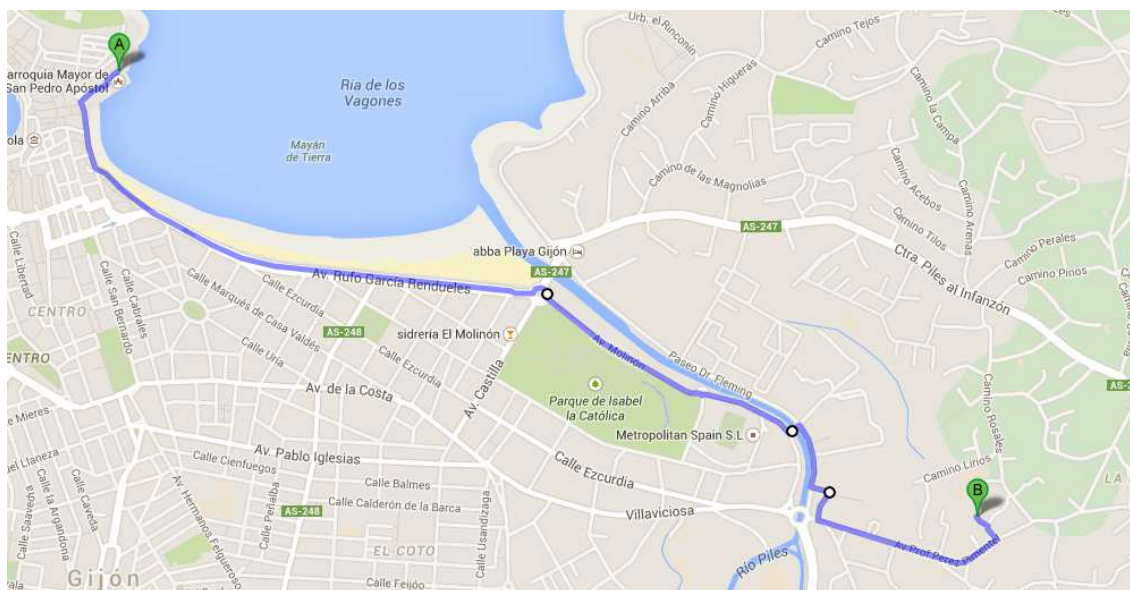 A
arroquia Mayor de
San Pedro Apostol
Ria de los
Vagones
Mayán
de Tierra
Urb. el Rinconín
Camino Tejos
Camino Higueras
Camino Arriba
Camino la Campa
Camino de las Magnolias
Camino Acebos
Camino Arenas
Camino Tilos
AS-247
AS-247
Camino Perales
Camino Pinos
Ctra. Piles al Infanzón
abba Playa Gijón
AS-247
Av. Rufo García Rendueles
Calle Libertad
Calle San Bernardo
Calle Cabrales
CENTRO
ENTRO
Calle Marqués de Casa Valdés
Calle Ezcurdia
AS-248
sidrería El Molinón
Calle Uría
Calle Ezcurdia
Av. de la Costa
Av. Castilla
Av. Molinón
Paseo Dr. Fleming
Parque de Isabel
la Católica
Metropolitan Spain S.L
Camino Rosales
Camino Lirios
B
Av. Pablo Iglesias
Calle Cienfuegos
Calle Balmes
Calle Ezcurdia
Calle Peñalba
Calle Calderón de la Barca
AS-248
Calle Usandizaga
Villaviciosa
Av. Hermanos Felgueroso
Calle Caveda
EL COTO
Calle Feijóo
Gijón
Río Piles
Av Prof Perez Pimentel